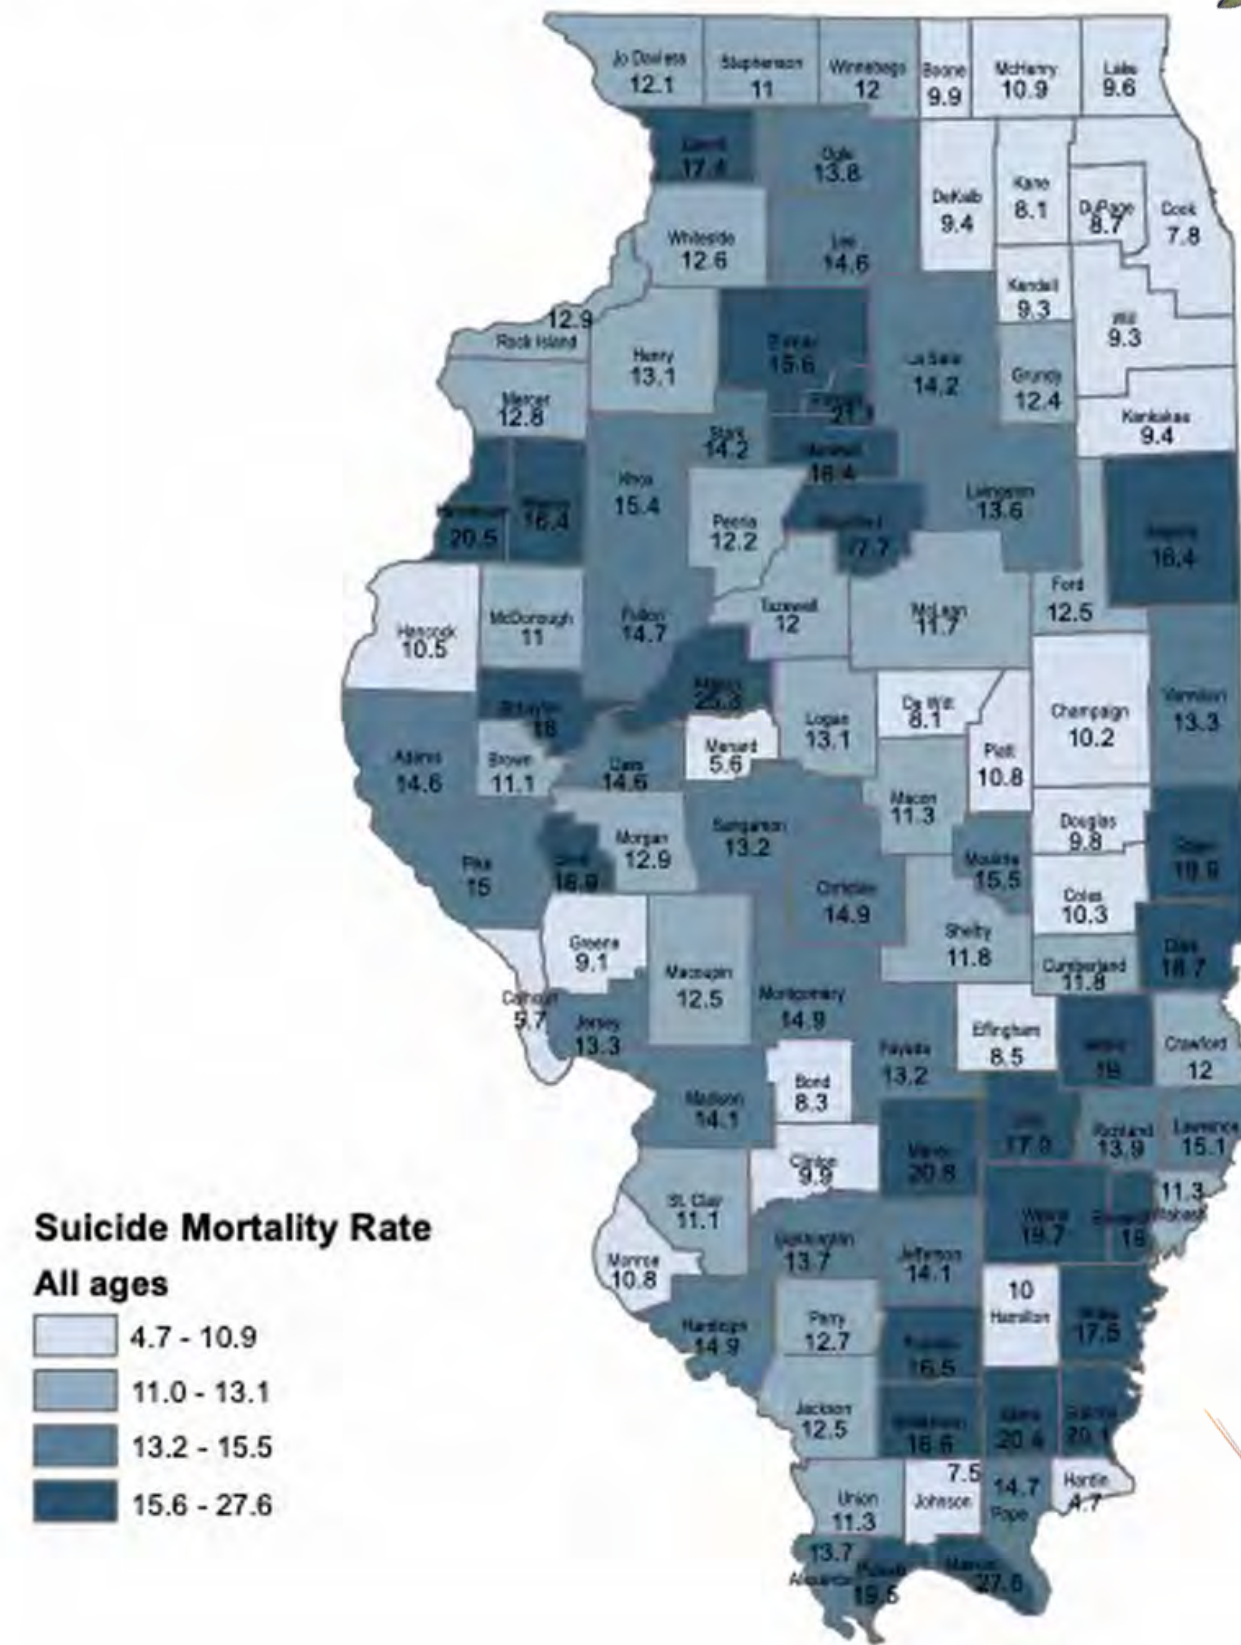 Jo Daviess
12.1
Stephenson
11
Winnebago
12
Boone
9.9
McHenry
10.9
Lake
9.6
17.4
Ogle
13.8
DeKalb
9.4
Kane
8.1
DuPage
8.7
Cook
7.8
Whiteside
12.6
Lee
14.6
Kendall
9.3
Will
9.3
12.9
Rock Island
Henry
13.1
15.6
La Salle
14.2
Grundy
12.4
Mercer
12.8
Kankakee
9.4
Stark
14.2
16.4
Knox
15.4
Peoria
12.2
Livingston
13.6
20.5
16.4
16.4
Ford
12.5
Hancock
10.5
McDonough
11
Fulton
14.7
Tazewell
12
McLean
11.7
Logan
13.1
De Witt
8.1
Champaign
10.2
Vermilion
13.3
18
Adams
14.6
Brown
11.1
Cass
14.6
Menard
5.6
Piatt
10.8
Macon
11.3
Douglas
9.8
Pike
15
Morgan
12.9
Sangamon
13.2
Christian
14.9
Moultrie
15.5
Coles
10.3
Greene
9.1
Macoupin
12.5
Shelby
11.8
Cumberland
11.8
18.7
Calhoun
5.7
Jersey
13.3
Montgomery
14.9
Fayette
13.2
Effingham
8.5
19
Crawford
12
Madison
14.1
Bond
8.3
Richland
13.9
Lawrence
15.1
Clinton
9.9
20.8
St. Clair
11.1
19.7
11.3
Wabash
Monroe
10.8
Washington
13.7
Jefferson
14.1
10
Hamilton
17.5
Randolph
14.9
Perry
12.7
16.5
Jackson
12.5
16.6
20.4
Union
11.3
7.5
Johnson
14.7
Pope
Hardin
4.7
13.7
19.5
27.6
Suicide Mortality Rate
All ages
4.7 - 10.9
11.0 - 13.1
13.2 - 15.5
15.6 - 27.6